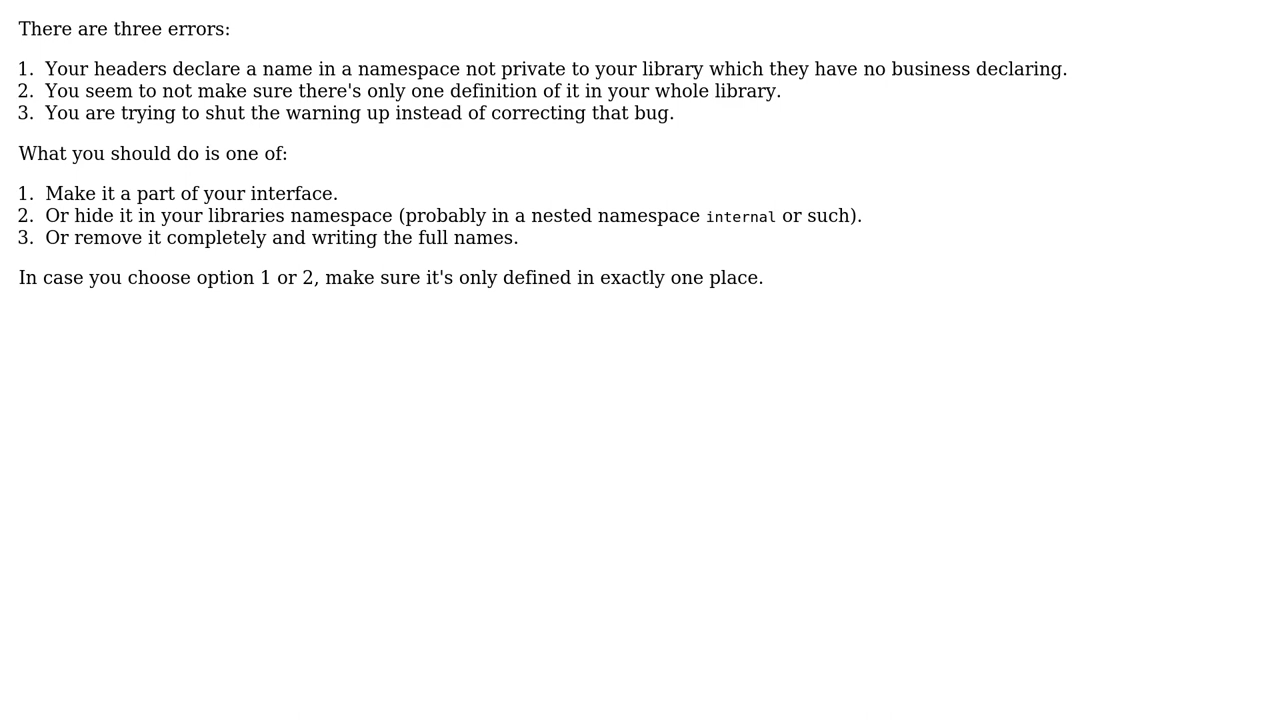 There are three errors:
1. Your headers declare a name in a namespace not private to your library which they have no business declaring.
2. You seem to not make sure there's only one definition of it in your whole library.
3. You are trying to shut the warning up instead of correcting that bug.
What you should do is one of:
1. Make it a part of your interface.
2. Or hide it in your libraries namespace (probably in a nested namespace internal or such).
3. Or remove it completely and writing the full names.
In case you choose option 1 or 2, make sure it's only defined in exactly one place.